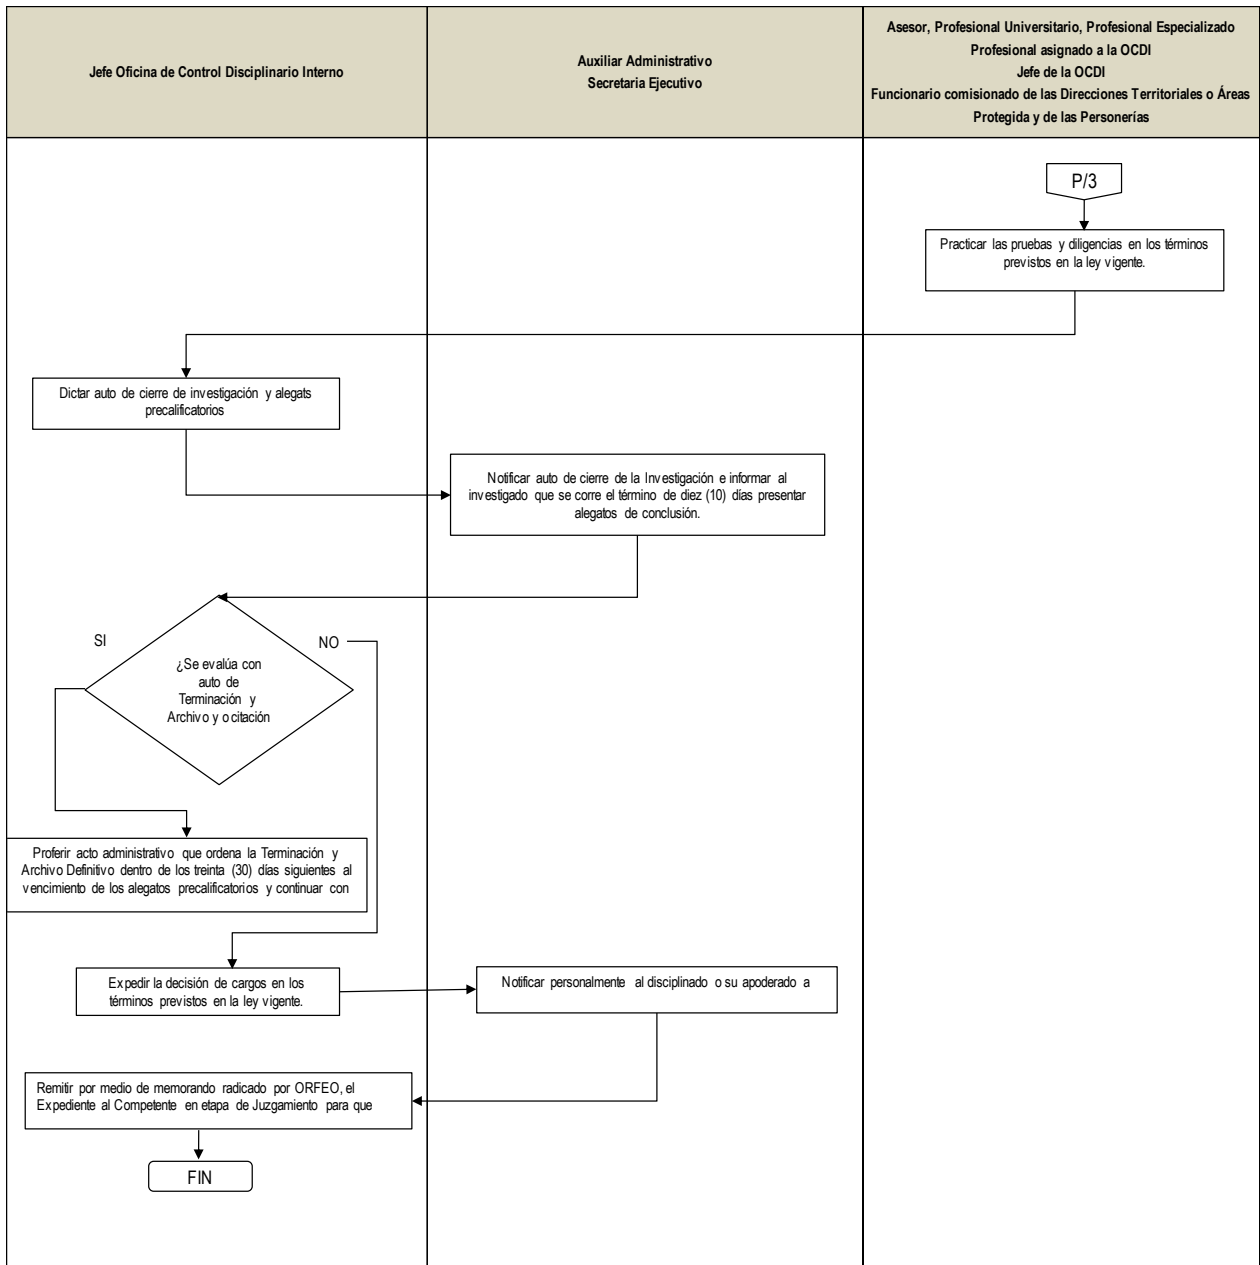 Jefe Oficina de Control Disciplinario Interno
Auxiliar Administrativo
Secretaria Ejecutivo
Asesor, Profesional Universitario, Profesional Especializado
Profesional asignado a la OCDI
Jefe de la OCDI
Funcionario comisionado de las Direcciones Territoriales o Áreas
Protegida y de las Personerías
P/3
Practicar las pruebas y diligencias en los términos
previstos en la ley vigente.
Dictar auto de cierre de investigación y alegats
precalificatorios
Notificar auto de cierre de la Investigación e informar al
investigado que se corre el término de diez (10) días presentar
alegatos de conclusión.
SI
NO
¿Se evalúa con
auto de
Terminación y
Archivo y o citación
Proferir acto administrativo que ordena la Terminación y
Archivo Definitivo dentro de los treinta (30) días siguientes al
vencimiento de los alegatos precalificatorios y continuar con
Expedir la decisión de cargos en los
términos previstos en la ley vigente.
Notificar personalmente al disciplinado o su apoderado a
Remitir por medio de memorando radicado por ORFEO, el
Expediente al Competente en etapa de Juzgamiento para que
FIN